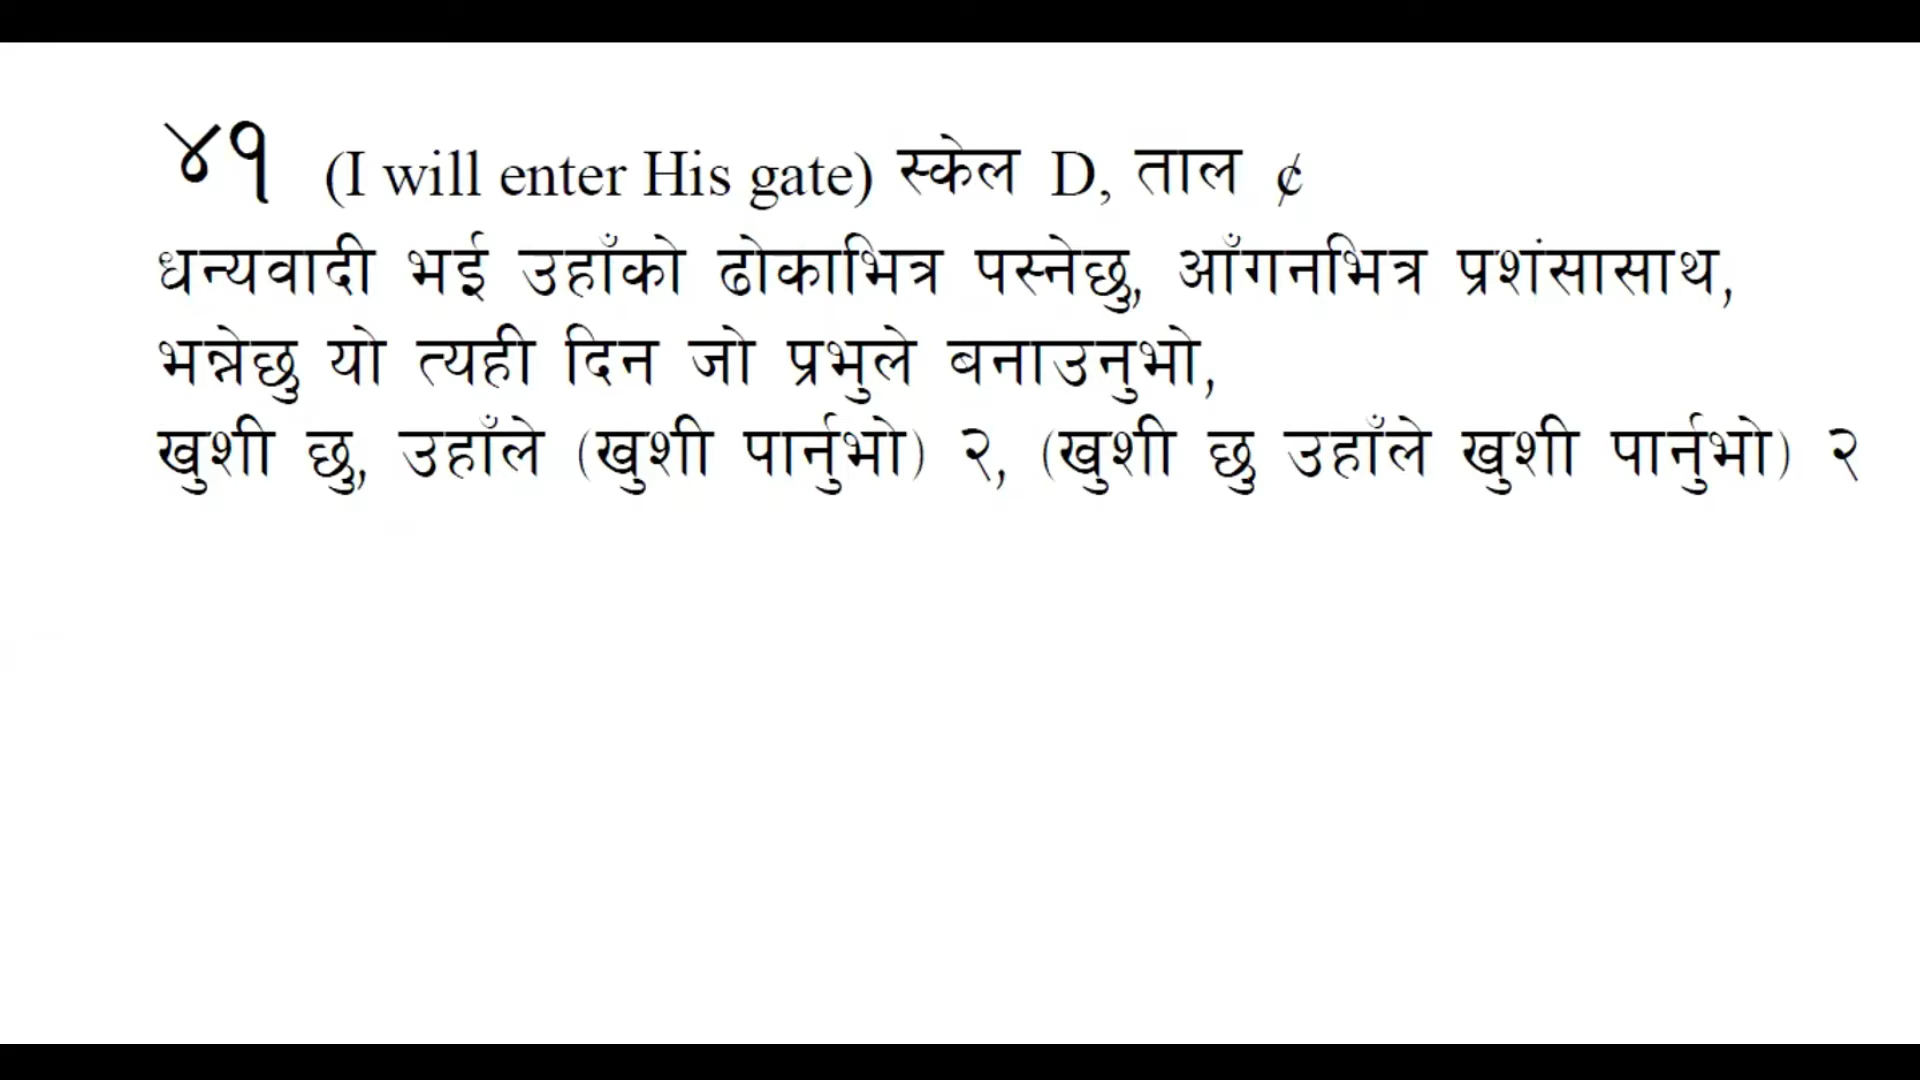 ४१ (I will enter His gate) स्केल D, ताल ¢
धन्यवादी भई उहाँको ढोकाभित्र पस्नेछु, आँगनभित्र प्रशंसासाथ,
भन्नेछु यो त्यही दिन जो प्रभुले बनाउनुभो,
खुशी छु, उहाँले (खुशी पार्नुभो) २, (खुशी छु उहाँले खुशी पार्नुभो) २